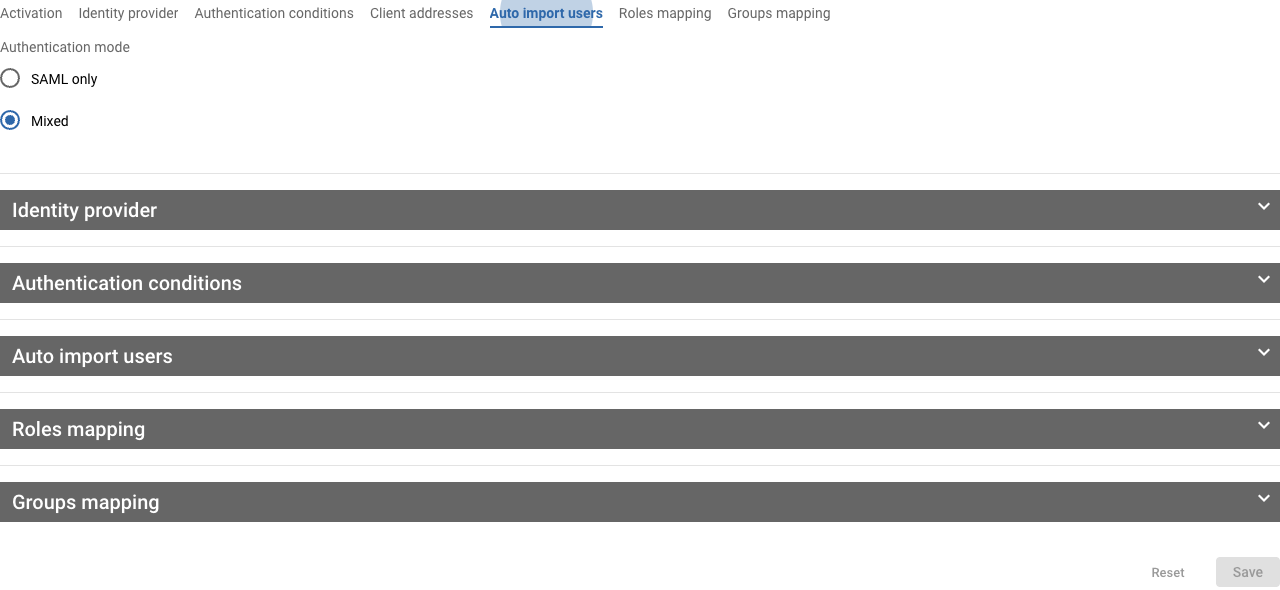 Activation Identity provider Authentication conditions Client addresses Auto import users Roles mapping Groups mapping
Authentication mode
SAML only
Mixed
Identity provider
Authentication conditions
Auto import users
Roles mapping
Groups mapping
Reset Save